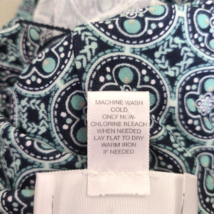 MACHINE WASH
COLD,
ONLY NON-
CHLORINE BLEACH
WHEN NEEDED
LAY FLAT TO DRY
WARM IRON
IF NEEDED